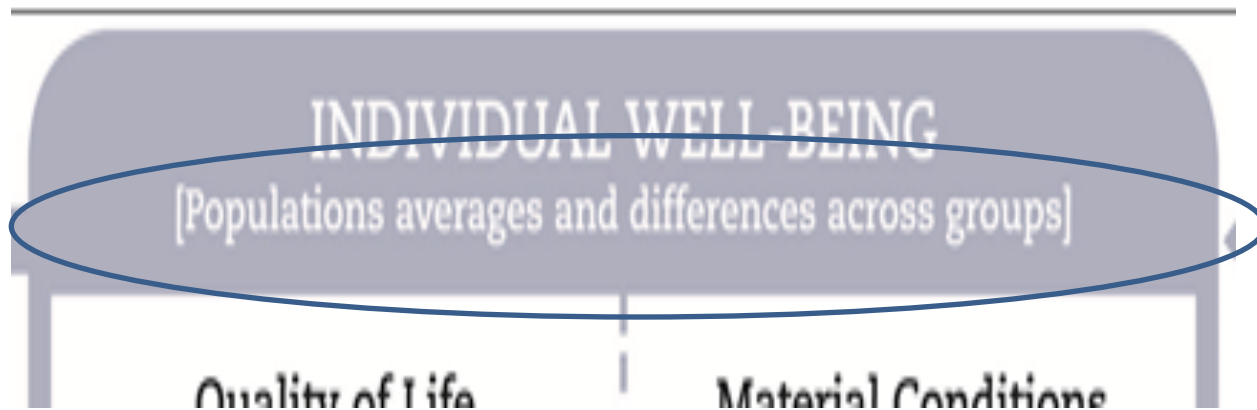 INDIVIDUAL WELL-BEING
[Populations averages and differences across groups]
Quality of Life
Material Conditions